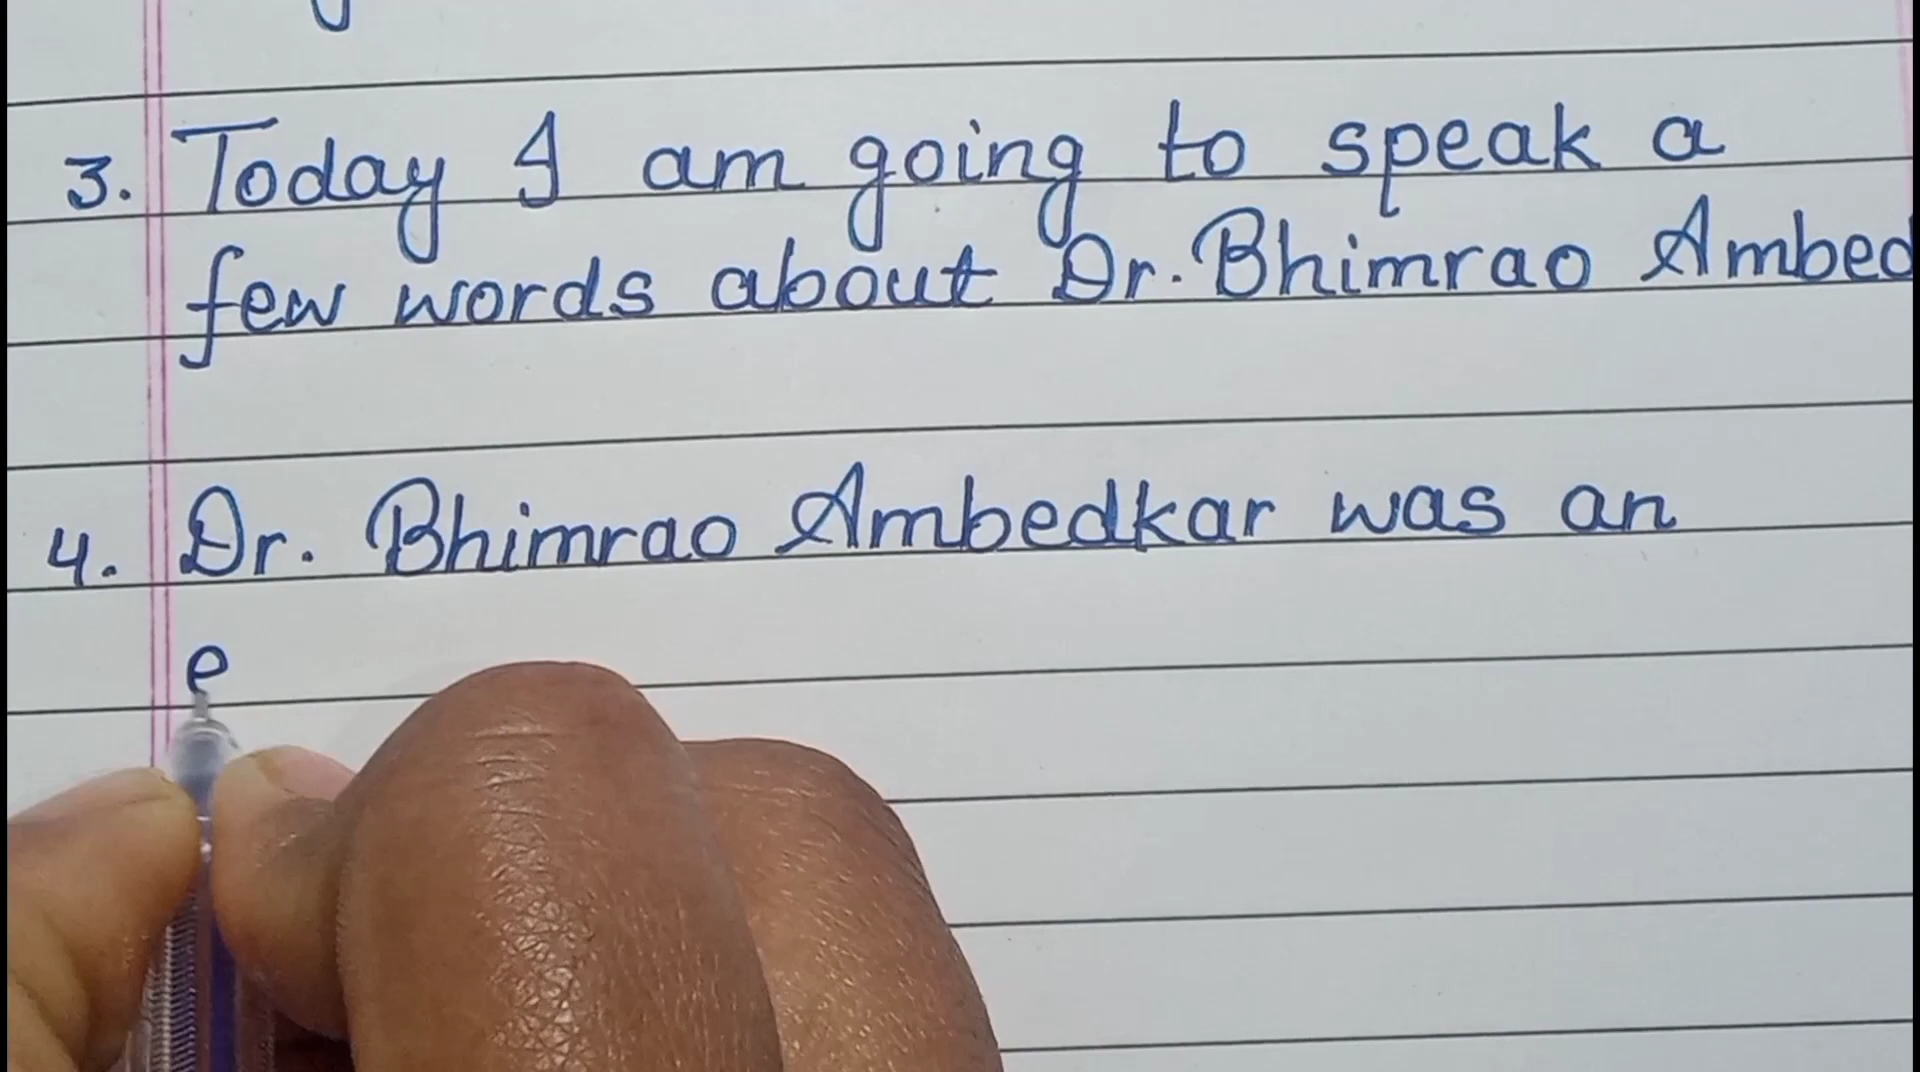 3. Today I am going to speak a
few words about Dr. Bhimrao Ambed
4. Dr. Bhimrao Ambedkar was an
e